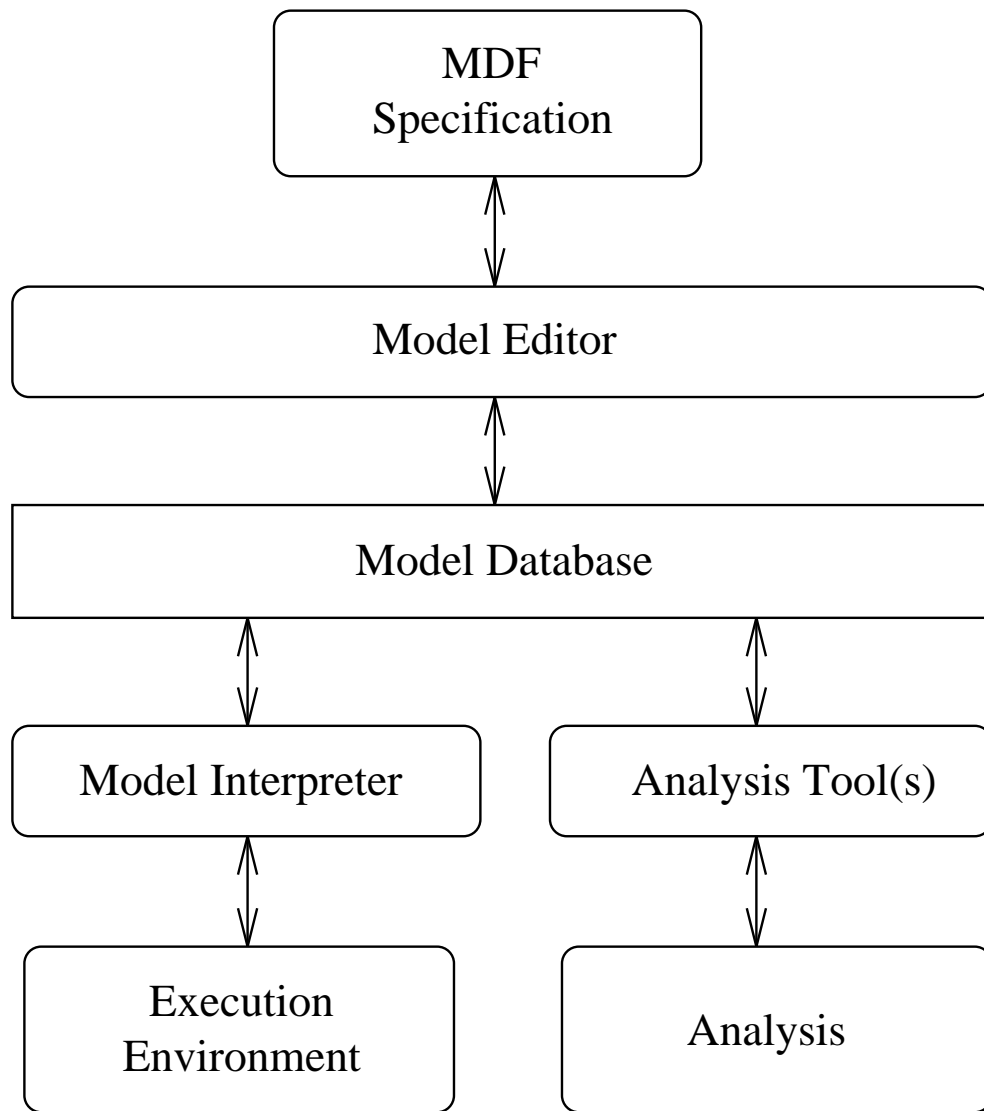 MDF
Specification
Model Editor
Model Database
Model Interpreter
Analysis Tool(s)
Execution
Environment
Analysis